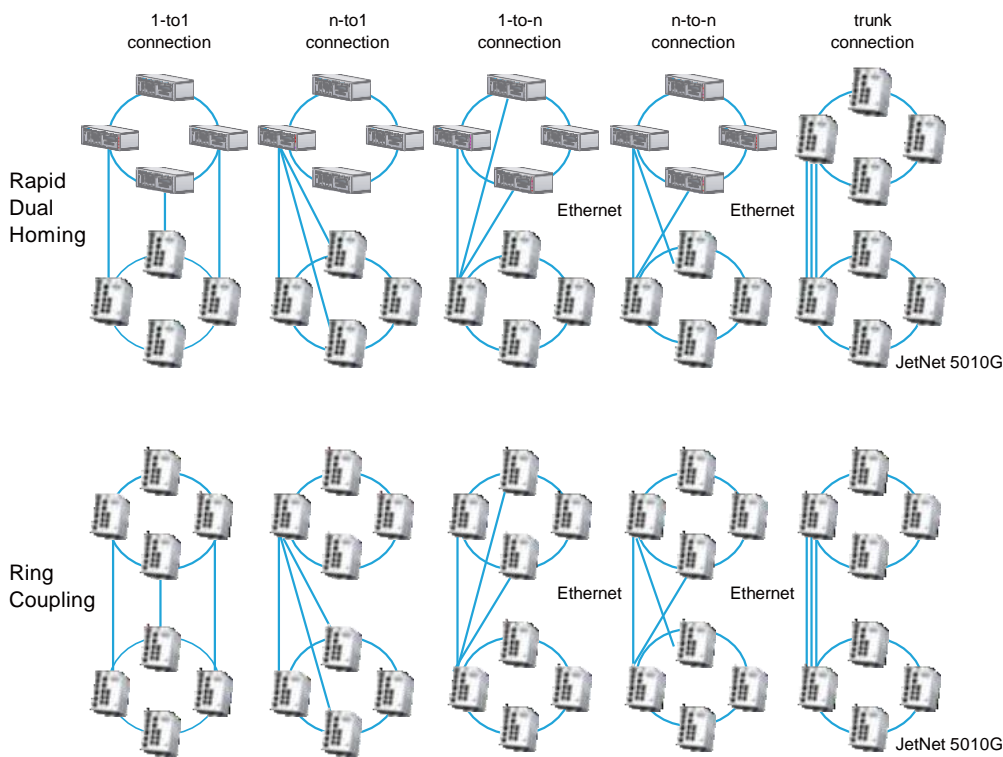 1-to1
connection
n-to1
connection
1-to-n
connection
n-to-n
connection
trunk
connection
Rapid
Dual
Homing
Ethernet
Ethernet
JetNet 5010G
Ring
Coupling
Ethernet
Ethernet
JetNet 5010G